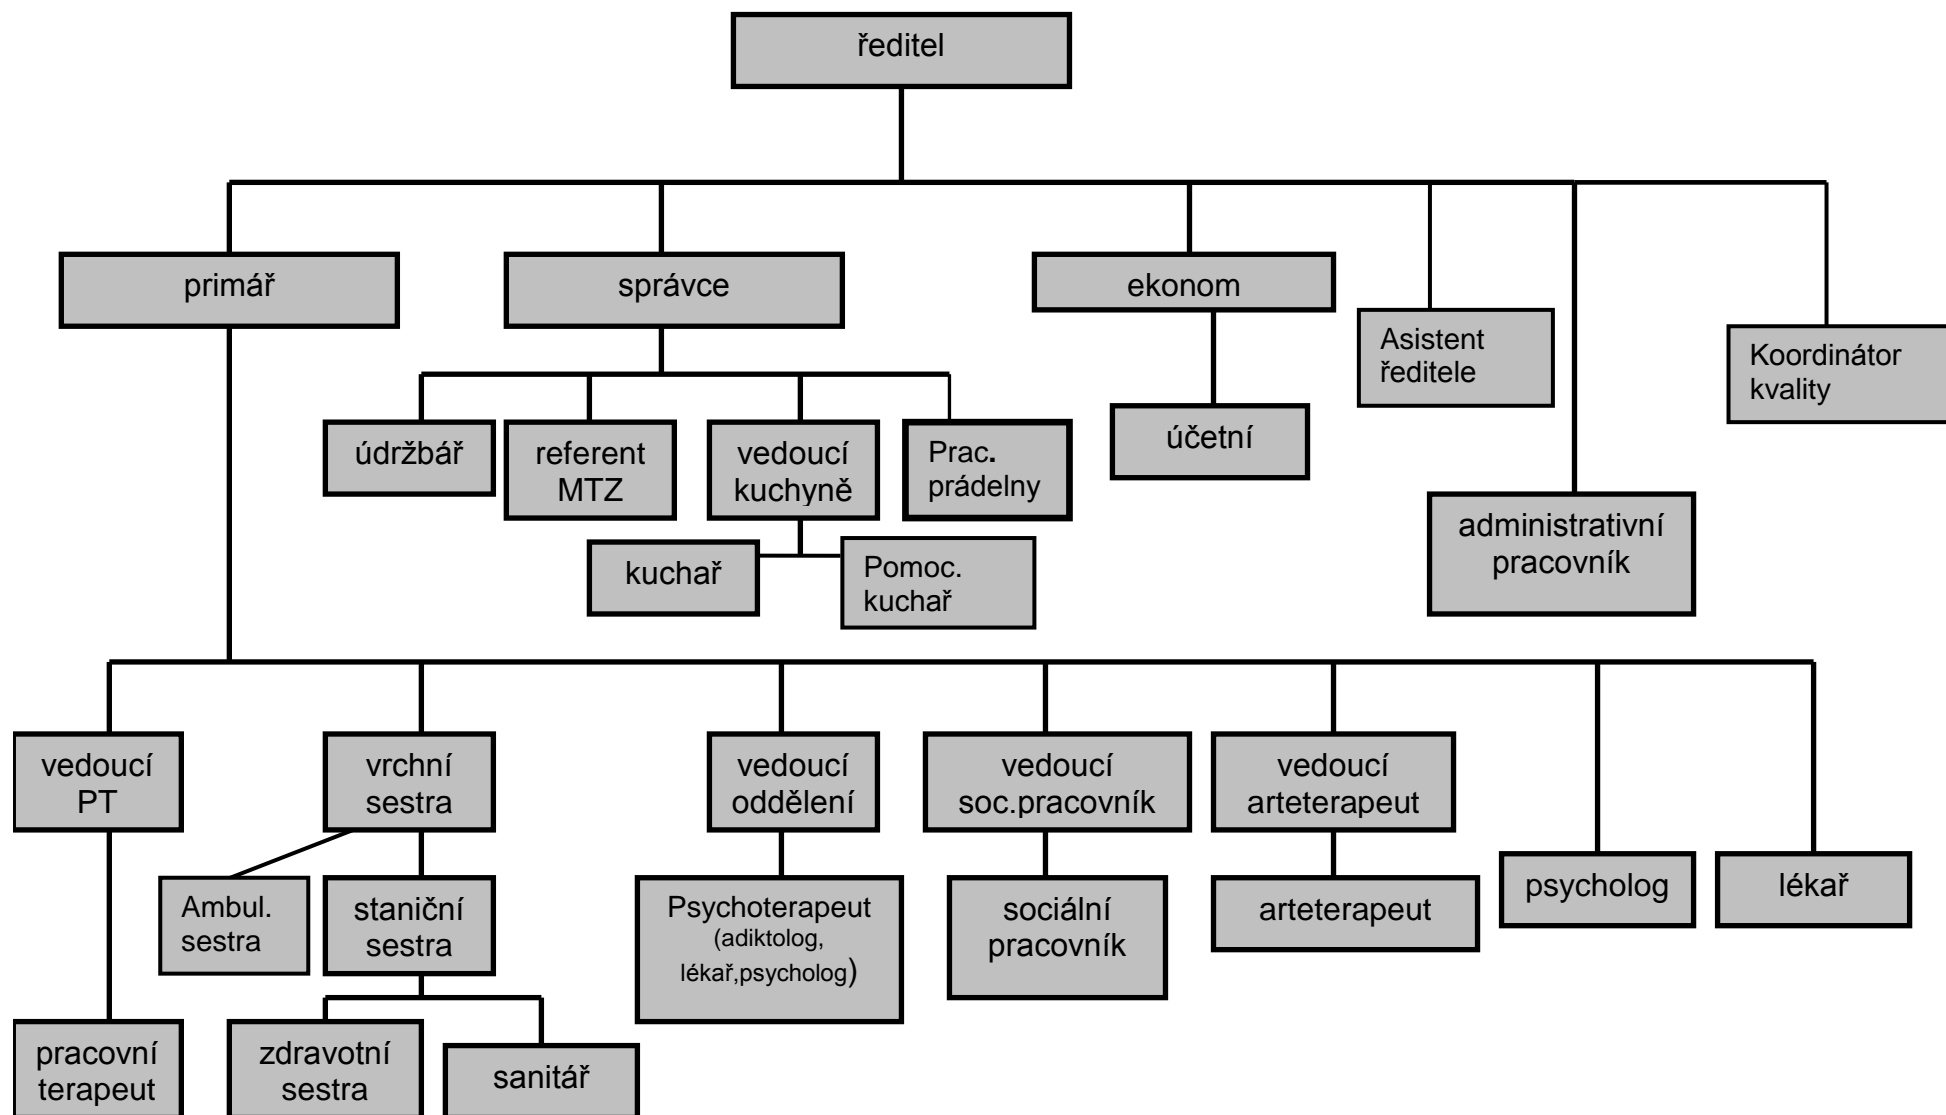 ředitel
primář
správce
ekonom
Asistent
ředitele
Koordinátor
kvality
údržbář
referent
MTZ
vedoucí
kuchyně
Prac.
prádelny
účetní
administrativní
pracovník
kuchař
Pomoc.
kuchař
vedoucí
PT
vrchní
sestra
vedoucí
oddělení
vedoucí
soc.pracovník
vedoucí
arteterapeut
psycholog
lékař
Ambul.
sestra
staniční
sestra
Psychoterapeut
(adiktolog,
lékař,psycholog)
sociální
pracovník
arteterapeut
pracovní
terapeut
zdravotní
sestra
sanitář